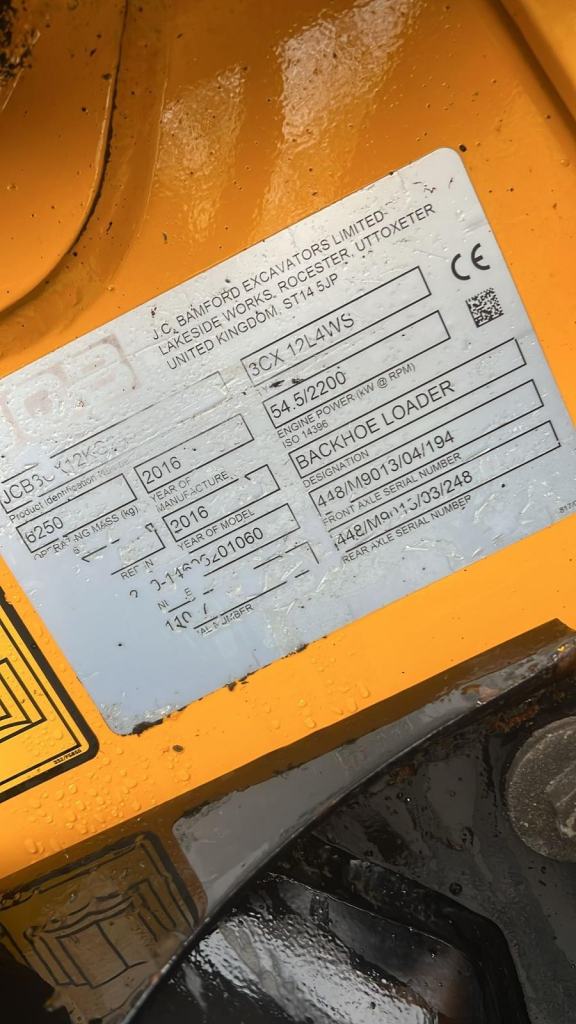 J.C. BAMFORD EXCAVATORS LIMITED
LAKESIDE WORKS, ROCESTER, UTTOXETER
UNITED KINGDOM, ST14 5JP
CE
3CX 12L4WS
54.5/2200
ENGINE POWER (kW @ RPM)
ISO 14396
BACKHOE LOADER
DESIGNATION
448/M9013/04/194
FRONT AXLE SERIAL NUMBER
REAR AXLE SERIAL NUMBER
Product Identification
6250
OPERATING MASS (kg)
2016
YEAR OF
MANUFACTURE
2016
YEAR OF MODEL